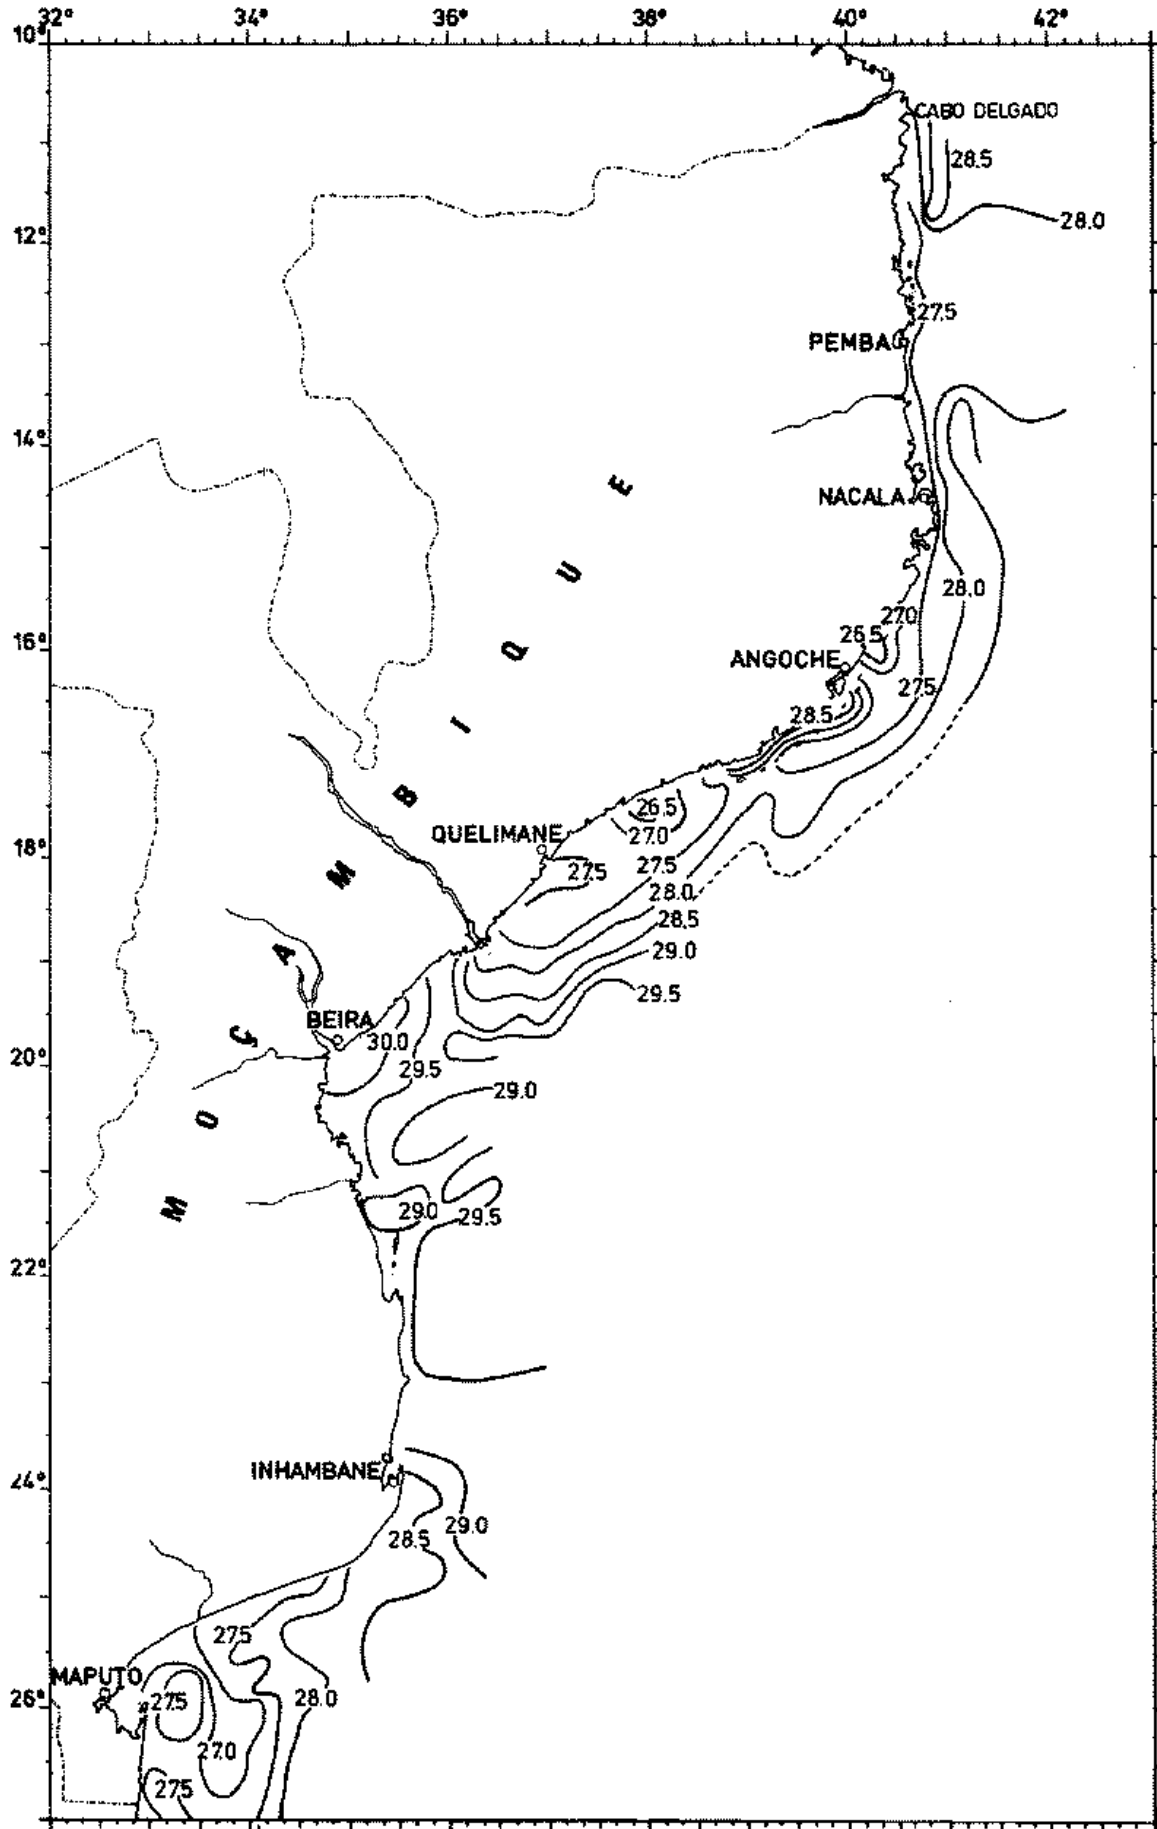 32° 34° 36° 38° 40° 42°
10°
CABO DELGADO
28.5
28.0
12°
27.5
PEMBA
14°
E
NACALA
U
28.0
27.0
16°
26.5
Q
ANGOCHE
27.5
28.5
I
B
26.5
QUELIMANE
27.0
18°
27.5
27.5
M
28.0
28.5
A
29.0
29.5
BEIRA
Ç
30.0
20°
29.5
29.0
O
M
29.0
29.5
22°
INHAMBANE
24°
29.0
28.5
27.5
MAPUTO
26°
27.5
28.0
27.0
27.5